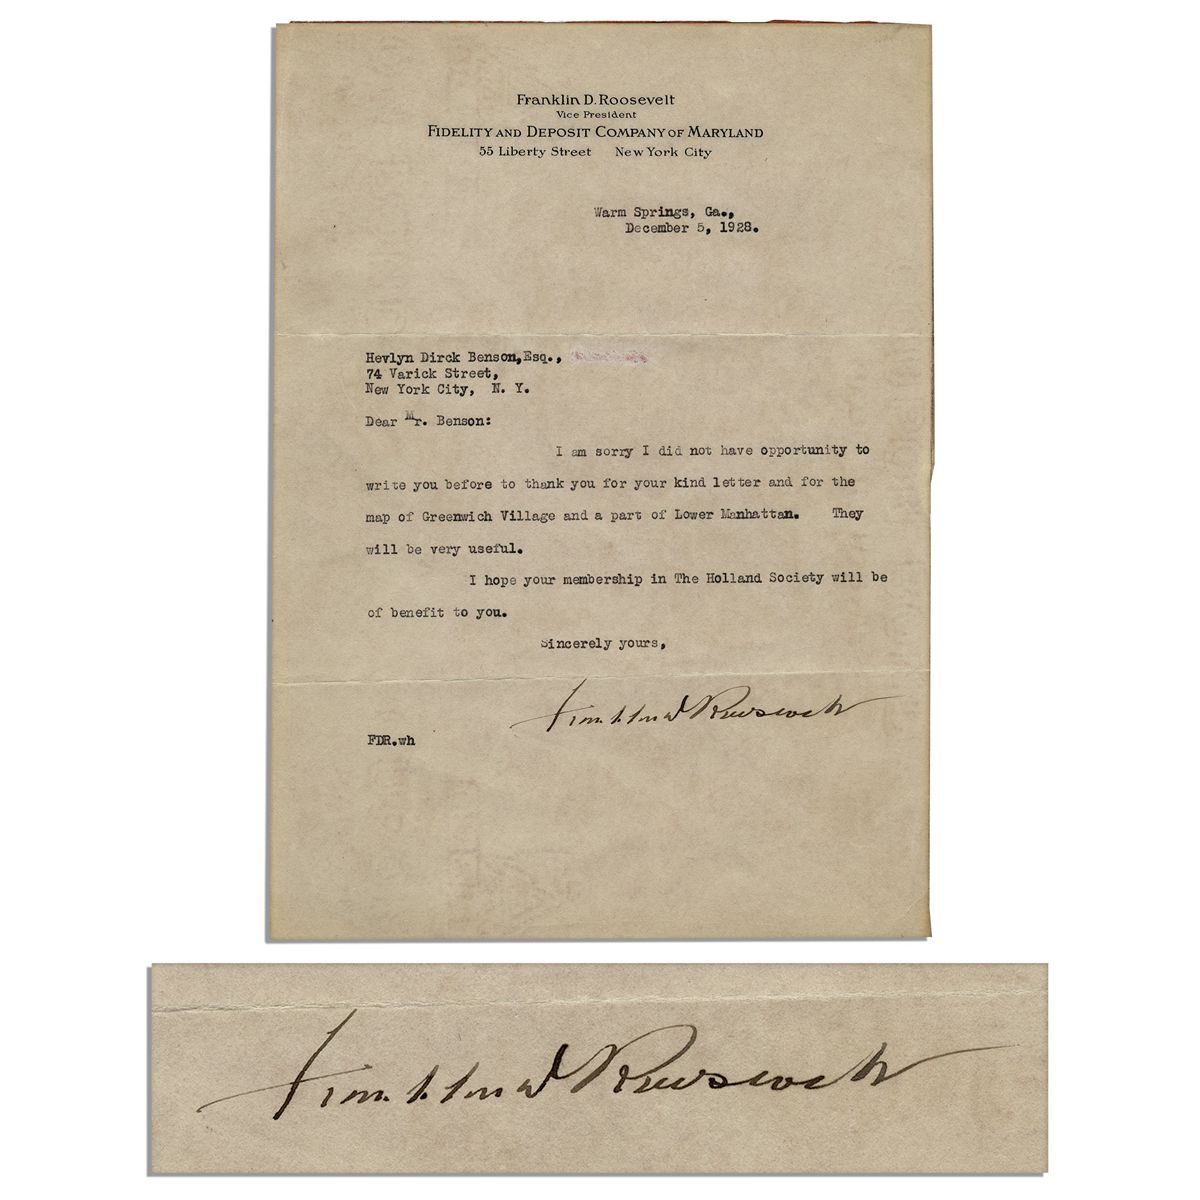 Franklin D. Roosevelt
Vice President
Fidelity and Deposit Company of Maryland
55 Liberty Street New York City
Warm Springs, Ga.,
December 5, 1928.
Hevlyn Dirck Benson,Esq.,
74 Varick Street,
New York City, N. Y.
Dear Mr. Benson:
I am sorry I did not have opportunity to
write you before to thank you for your kind letter and for the
map of Greenwich Village and a part of Lower Manhattan. They
will be very useful.
I hope your membership in The Holland Society will be
of benefit to you.
Sincerely yours,
Franklin D Roosevelt
FDR.wh
Franklin D Roosevelt